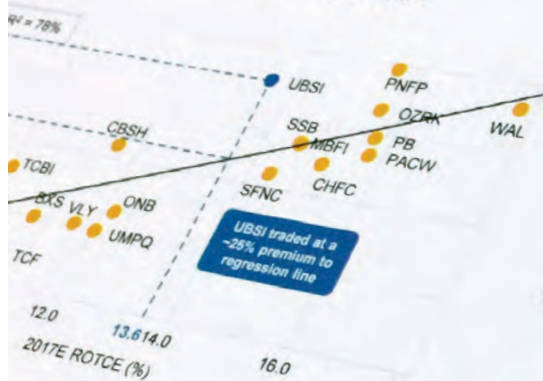 R² = 78%
UBSI
PNFP
OZRK
WAL
CBSH
SSB
MBFI
PB
PACW
TCBI
SFNC
CHFC
BXS
VLY
ONB
UMPQ
TCF
UBSI traded at a
~25% premium to
regression line
12.0
13.6
14.0
16.0
2017E ROTCE (%)